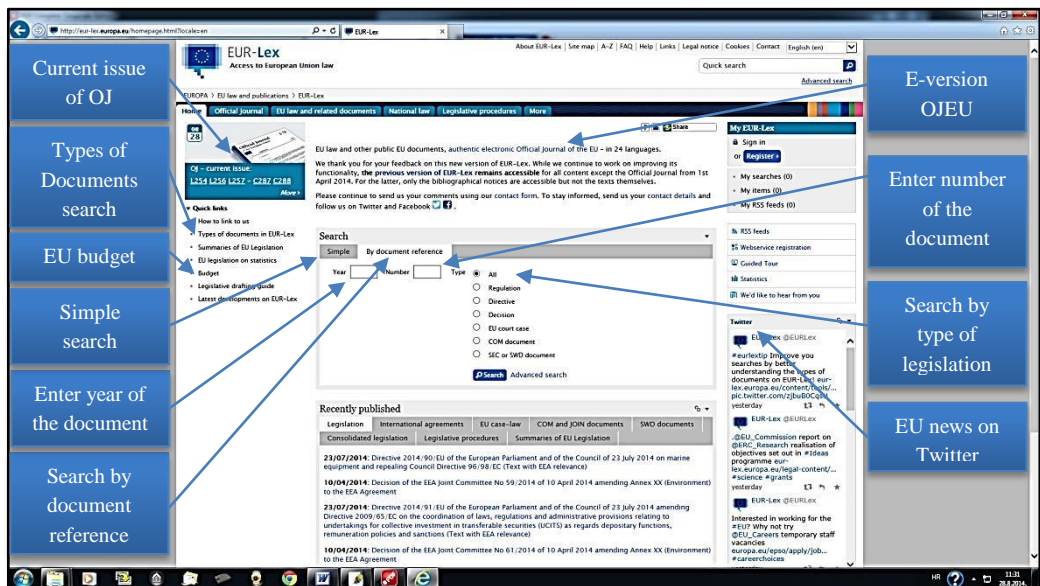 http://eur-lex.europa.eu/homepage.html?locale=en
EUR-Lex
About EUR-Lex | Site map | A-Z | FAQ | Help | Links | Legal notice | Cookies | Contact English (en)
EUR-Lex
Access to European Union law
Quick search
Advanced search
EUROPA > EU law and publications > EUR-Lex
Home Official Journal EU law and related documents National law Legislative procedures More
08
28
OJ - current issue:
L254 L256 L257 - C287 C288
More
Share
EU law and other public EU documents, authentic electronic Official Journal of the EU – in 24 languages.
We thank you for your feedback on this new version of EUR-Lex. While we continue to work on improving its
functionality, the previous version of EUR-Lex remains accessible for all content except the Official Journal from 1st
April 2014. For the latter, only the bibliographical notices are accessible but not the texts themselves.
Please continue to send us your comments using our contact form. To stay informed, send us your contact details and
follow us on Twitter and Facebook
Quick links
How to link to us
Types of documents in EUR-Lex
Summaries of EU Legislation
EU legislation on statistics
Budget
Legislative drafting guide
Latest developments on EUR-Lex
Search
Simple By document reference
Year Number Type All
Regulation
Directive
Decision
EU court case
COM document
SEC or SWD document
Search Advanced search
Recently published
Legislation International agreements EU case-law COM and JOIN documents SWD documents
Consolidated legislation Legislative procedures Summaries of EU Legislation
23/07/2014: Directive 2014/90/EU of the European Parliament and of the Council of 23 July 2014 on marine
equipment and repealing Council Directive 96/98/EC (Text with EEA relevance)
10/04/2014: Decision of the EEA Joint Committee No 59/2014 of 10 April 2014 amending Annex XX (Environment)
to the EEA Agreement
23/07/2014: Directive 2014/91/EU of the European Parliament and of the Council of 23 July 2014 amending
Directive 2009/65/EC on the coordination of laws, regulations and administrative provisions relating to
undertakings for collective investment in transferable securities (UCITS) as regards depositary functions,
remuneration policies and sanctions (Text with EEA relevance)
10/04/2014: Decision of the EEA Joint Committee No 61/2014 of 10 April 2014 amending Annex XX (Environment)
to the EEA Agreement
My EUR-Lex
Sign in
or Register
My searches (0)
My items (0)
My RSS feeds (0)
RSS feeds
Webservice registration
Guided Tour
Statistics
We'd like to hear from you
Twitter
EUR-Lex @EURLex
#eurlextip Improve you
searches by better
understanding the types of
documents on EUR-Lex! eur-
lex.europa.eu/content/tools/...
pic.twitter.com/
yesterday
EUR-Lex @EURLex
.@EU_Commission report on
@ERC_Research realisation of
objectives set out in #Ideas
programme eur-
lex.europa.eu/legal-content/...
#science #grants
yesterday
EUR-Lex @EURLex
Interested in working for the
#EU? Why not try
@EU_Careers temporary staff
vacancies
europa.eu/epso/apply/job...
#careerchoices
Current issue
of OJ
Types of
Documents
search
EU budget
Simple
search
Enter year of
the document
Search by
document
reference
E-version
OJEU
Enter number
of the
document
Search by
type of
legislation
EU news on
Twitter
HR
11:31
28.8.2014.